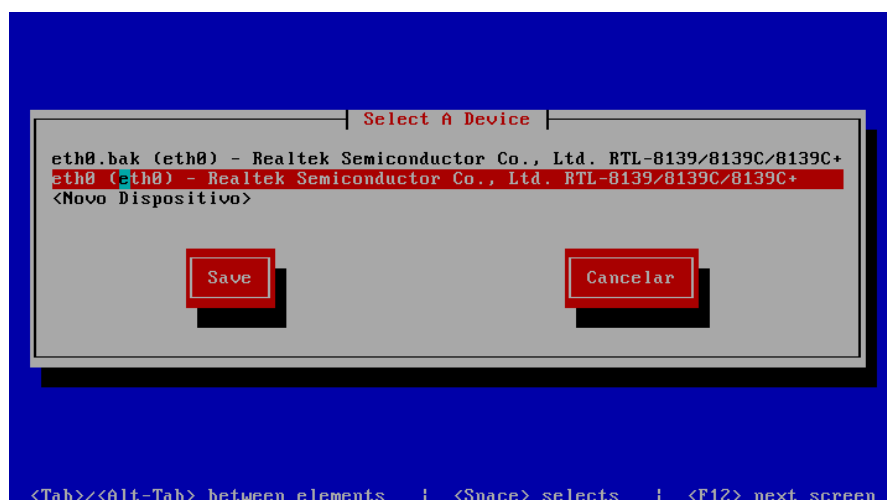 Select A Device
eth0.bak (eth0) - Realtek Semiconductor Co., Ltd. RTL-8139/8139C/8139C+
eth0 (eth0) - Realtek Semiconductor Co., Ltd. RTL-8139/8139C/8139C+
<Novo Dispositivo>
Save Cancelar
<Tab>/<Alt-Tab> between elements | <Space> selects | <F12> next screen